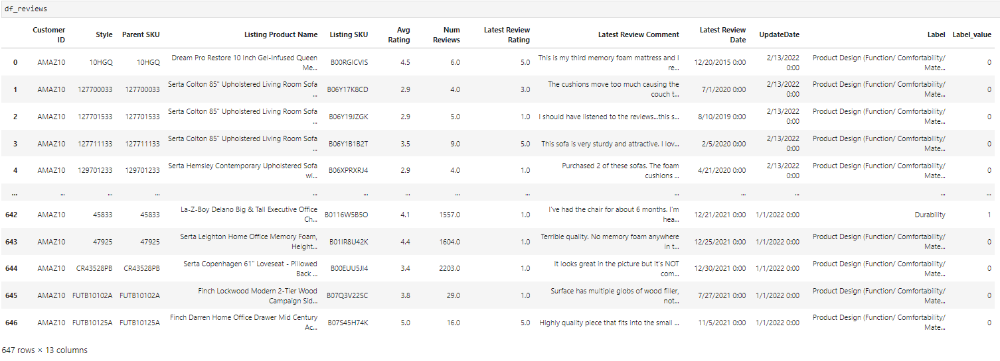 df_reviews
Customer ID Style Parent SKU Listing Product Name Listing SKU Avg Rating Num Reviews Latest Review Rating Latest Review Comment Latest Review Date UpdateDate Label Label_value
0 AMAZ10 10HGQ 10HGQ Dream Pro Restore 10 Inch Gel-Infused Queen Me... B00RGICVIS 4.5 6.0 5.0 This is my third memory foam mattress and I re... 12/20/2015 0:00 2/13/2022 0:00 Product Design (Function/ Comfortability/ Mate... 0
1 AMAZ10 127700033 127700033 Serta Colton 85" Upholstered Living Room Sofa ... B06Y17K8CD 2.9 4.0 3.0 The cushions move too much causing the couch t... 7/1/2020 0:00 2/13/2022 0:00 Product Design (Function/ Comfortability/ Mate... 0
2 AMAZ10 127701533 127701533 Serta Colton 85" Upholstered Living Room Sofa ... B06Y19JZGK 2.9 5.0 1.0 I should have listened to the reviews...this s... 8/10/2019 0:00 2/13/2022 0:00 Product Design (Function/ Comfortability/ Mate... 0
3 AMAZ10 127711133 127711133 Serta Colton 85" Upholstered Living Room Sofa ... B06Y1B1B2T 3.5 9.0 5.0 This sofa is very sturdy and attractive. I lov... 2/5/2020 0:00 2/13/2022 0:00 Product Design (Function/ Comfortability/ Mate... 0
4 AMAZ10 129701233 129701233 Serta Hemsley Contemporary Upholstered Sofa wi... B06XPRXRJ4 2.9 4.0 1.0 Purchased 2 of these sofas. The foam cushions ... 4/21/2020 0:00 2/13/2022 0:00 Product Design (Function/ Comfortability/ Mate... 0
... ... ... ... ... ... ... ... ... ... ... ... ... ...
642 AMAZ10 45833 45833 La-Z-Boy Delano Big & Tall Executive Office Ch... B0116W5B5O 4.1 1557.0 1.0 I've had the chair for about 6 months. I'm hea... 12/21/2021 0:00 1/1/2022 0:00 Durability 1
643 AMAZ10 47925 47925 Serta Leighton Home Office Memory Foam, Height... B01IR8U42K 4.4 1604.0 1.0 Terrible quality. No memory foam anywhere in t... 12/25/2021 0:00 1/1/2022 0:00 Product Design (Function/ Comfortability/ Mate... 0
644 AMAZ10 CR43528PB CR43528PB Serta Copenhagen 61" Loveseat - Pillowed Back ... B00EUU5JI4 3.4 2203.0 1.0 It looks great in the picture but it's NOT com... 12/30/2021 0:00 1/1/2022 0:00 Product Design (Function/ Comfortability/ Mate... 0
645 AMAZ10 FUTB10102A FUTB10102A Finch Lockwood Modern 2-Tier Wood Campaign Sid... B07Q3V22SC 3.8 29.0 1.0 Surface has multiple globs of wood filler, not... 7/27/2021 0:00 1/1/2022 0:00 Product Design (Function/ Comfortability/ Mate... 0
646 AMAZ10 FUTB10125A FUTB10125A Finch Darren Home Office Drawer Mid Century Ac... B07S45H74K 5.0 16.0 5.0 Highly quality piece that fits into the small ... 11/5/2021 0:00 1/1/2022 0:00 Product Design (Function/ Comfortability/ Mate... 0
647 rows × 13 columns